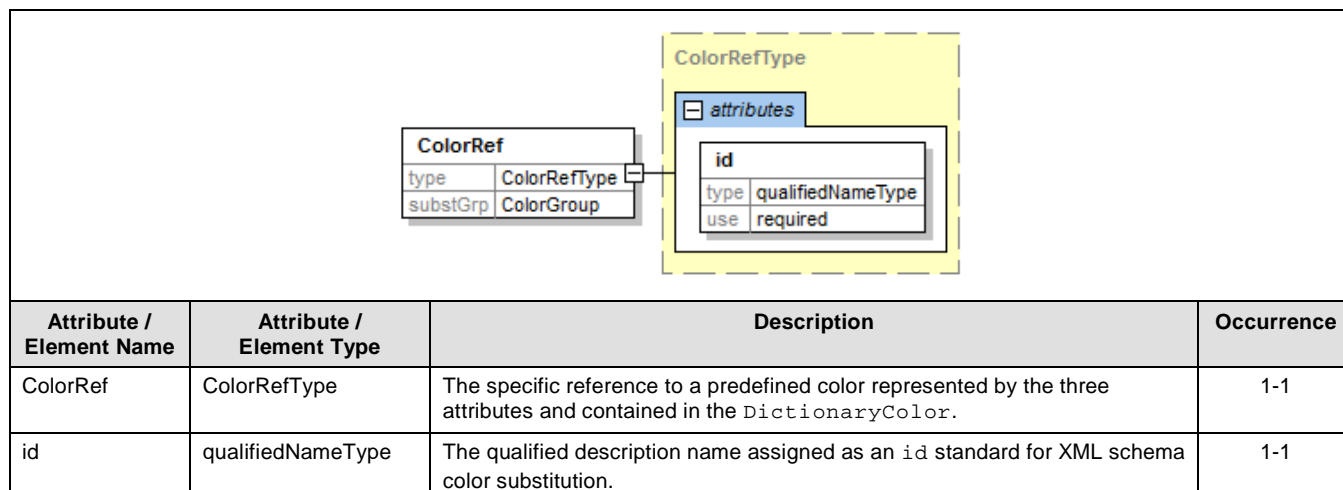 ColorRefType
attributes
ColorRef
type ColorRefType
substGrp ColorGroup
id
type qualifiedNameType
use required
Attribute / Element Name Attribute / Element Type Description Occurrence
ColorRef ColorRefType The specific reference to a predefined color represented by the three 1-1
attributes and contained in the DictionaryColor.
id qualifiedNameType The qualified description name assigned as an id standard for XML schema 1-1
color substitution.